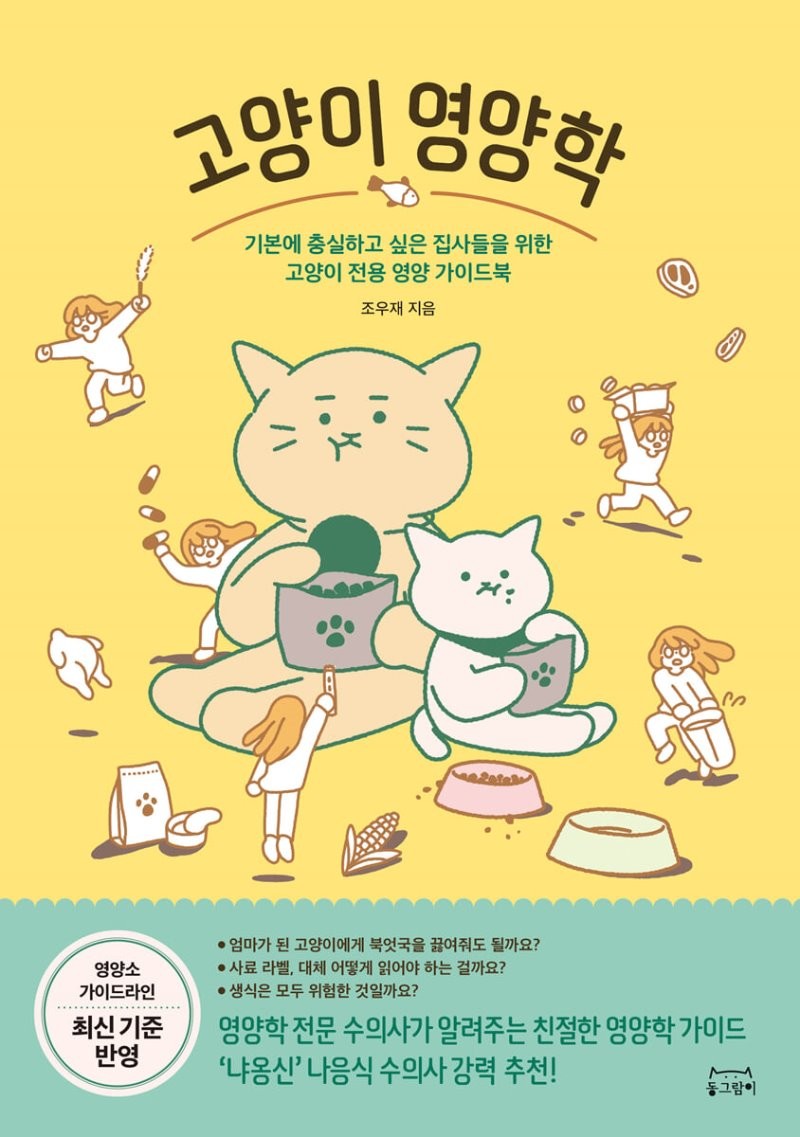 고양이 영양학
기본에 충실하고 싶은 집사들을 위한
고양이 전용 영양 가이드북
조우재 지음
영양소
가이드라인
최신 기준
반영
• 엄마가 된 고양이에게 북엇국을 끓여줘도 될까요?
• 사료 라벨, 대체 어떻게 읽어야 하는 걸까요?
• 생식은 모두 위험한 것일까요?
영양학 전문 수의사가 알려주는 친절한 영양학 가이드
‘냐옹신’ 나응식 수의사 강력 추천!
동그람이